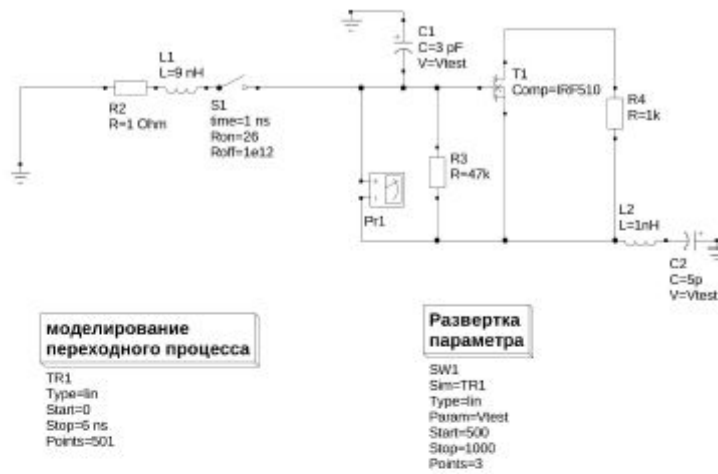 C1
C=3 pF
V=Vtest
L1
L=9 nH
T1
Comp=IRF510
R4
R=1k
R2
R=1 Ohm
S1
time=1 ns
Ron=26
Roff=1e12
R3
R=47k
Pr1
L2
L=1nH
C2
C=5p
V=Vtest
моделирование
переходного процесса
TR1
Type=lin
Start=0
Stop=6 ns
Points=501
Развертка
параметра
SW1
Sim=TR1
Type=lin
Param=Vtest
Start=500
Stop=1000
Points=3